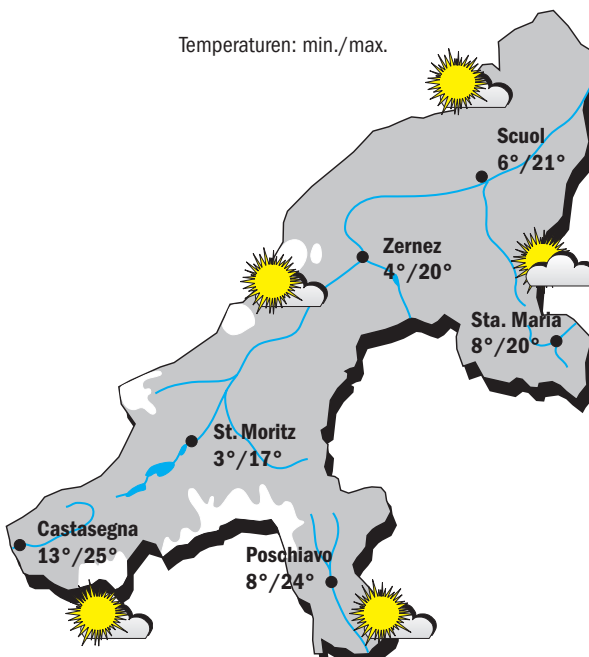 Temperaturen: min./max.
Scuol
6°/21°
Zernez
4°/20°
Sta. Maria
8°/20°
St. Moritz
3°/17°
Castasegna
13°/25°
Poschiavo
8°/24°